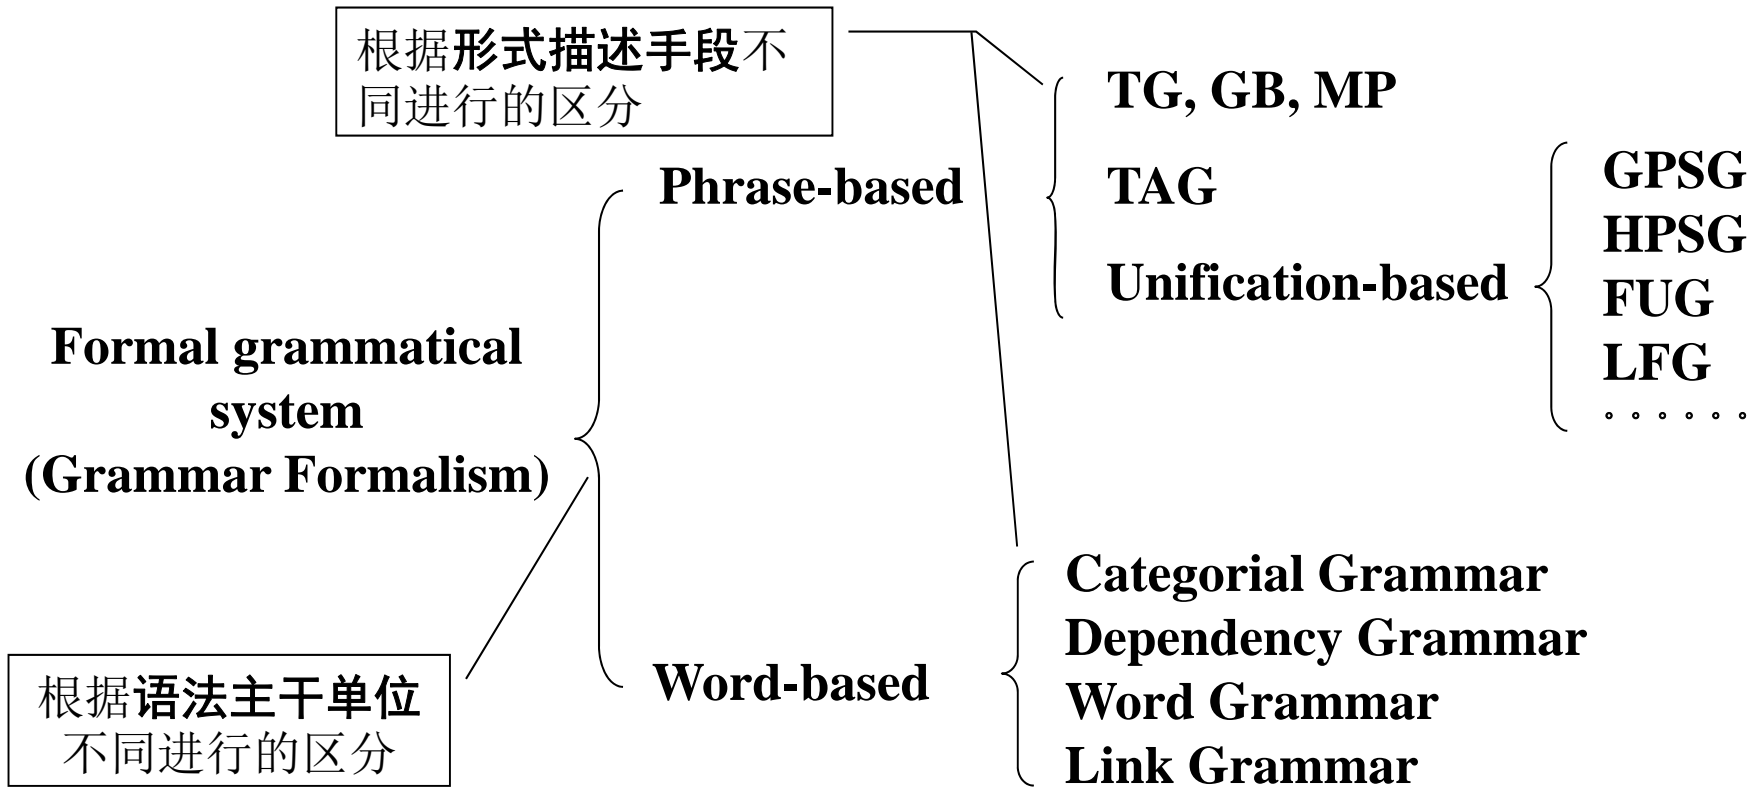 根据形式描述手段不
同进行的区分
TG, GB, MP
Phrase-based
TAG
Unification-based
GPSG
HPSG
FUG
LFG
。。。。。。
Formal grammatical
system
(Grammar Formalism)
根据语法主干单位
不同进行的区分
Word-based
Categorial Grammar
Dependency Grammar
Word Grammar
Link Grammar